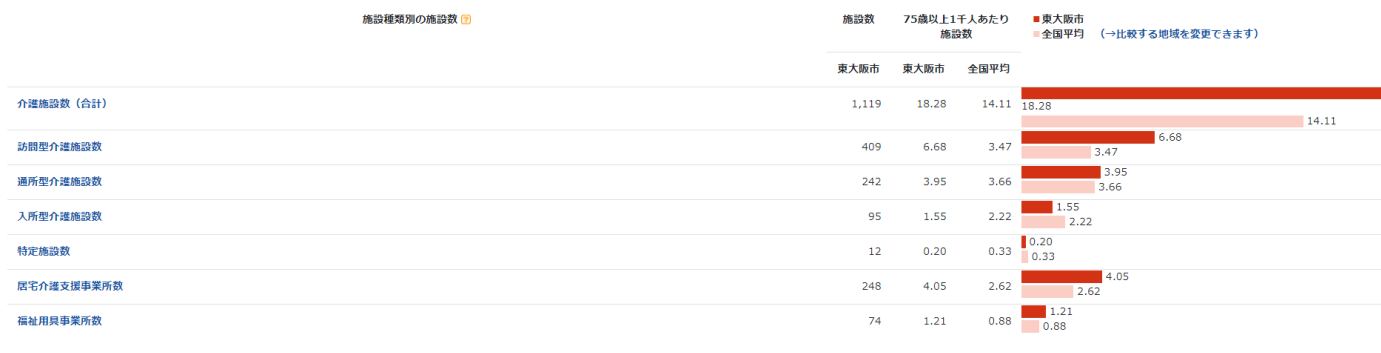 施設種類別の施設数 ?
施設数 75歳以上1千人あたり施設数 ■東大阪市
■全国平均 (→比較する地域を変更できます)
東大阪市 東大阪市 全国平均
介護施設数（合計） 1,119 18.28 14.11 18.28
14.11
訪問型介護施設数 409 6.68 3.47 6.68
3.47
通所型介護施設数 242 3.95 3.66 3.95
3.66
入所型介護施設数 95 1.55 2.22 1.55
2.22
特定施設数 12 0.20 0.33 0.20
0.33
居宅介護支援事業所数 248 4.05 2.62 4.05
2.62
福祉用具事業所数 74 1.21 0.88 1.21
0.88